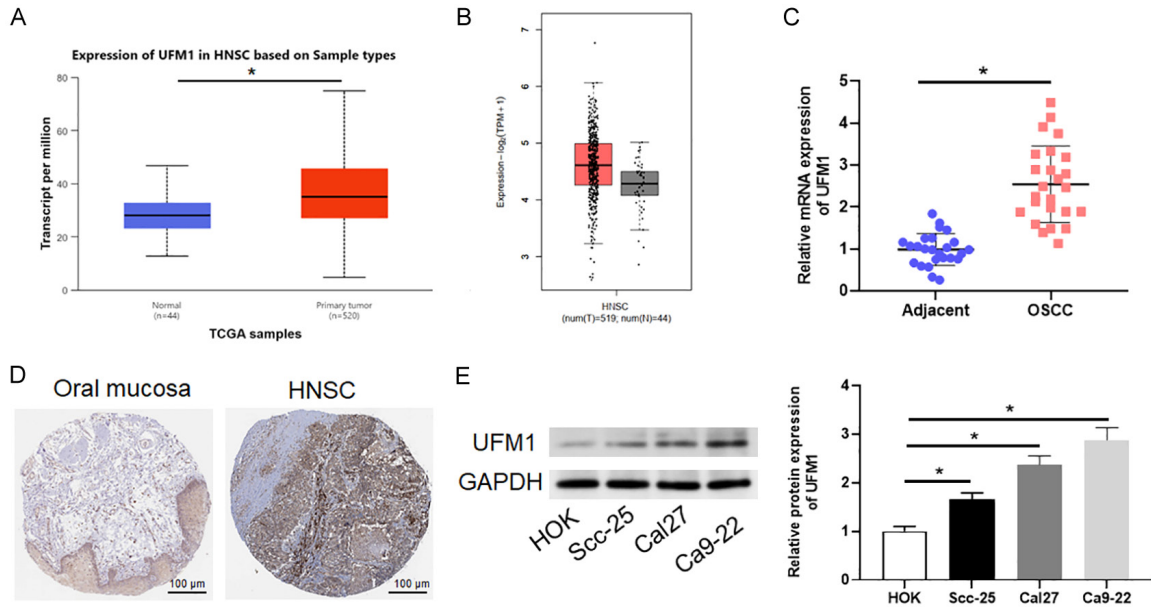 A
Expression of UFM1 in HNSC based on Sample types
*
Transcript per million
80
60
40
20
0
Normal
(n=44)
Primary tumor
(n=520)
TCGA samples
B
Expression−log₂(TPM+1)
7
6
5
4
3
HNSC
(num(T)=519; num(N)=44)
C
*
Relative mRNA expression
of UFM1
5
4
3
2
1
0
Adjacent
OSCC
D
Oral mucosa
HNSC
100 μm
100 μm
E
UFM1
GAPDH
HOK
Scc-25
Cal27
Ca9-22
Relative protein expression
of UFM1
4
3
2
1
0
*
*
*
HOK
Scc-25
Cal27
Ca9-22